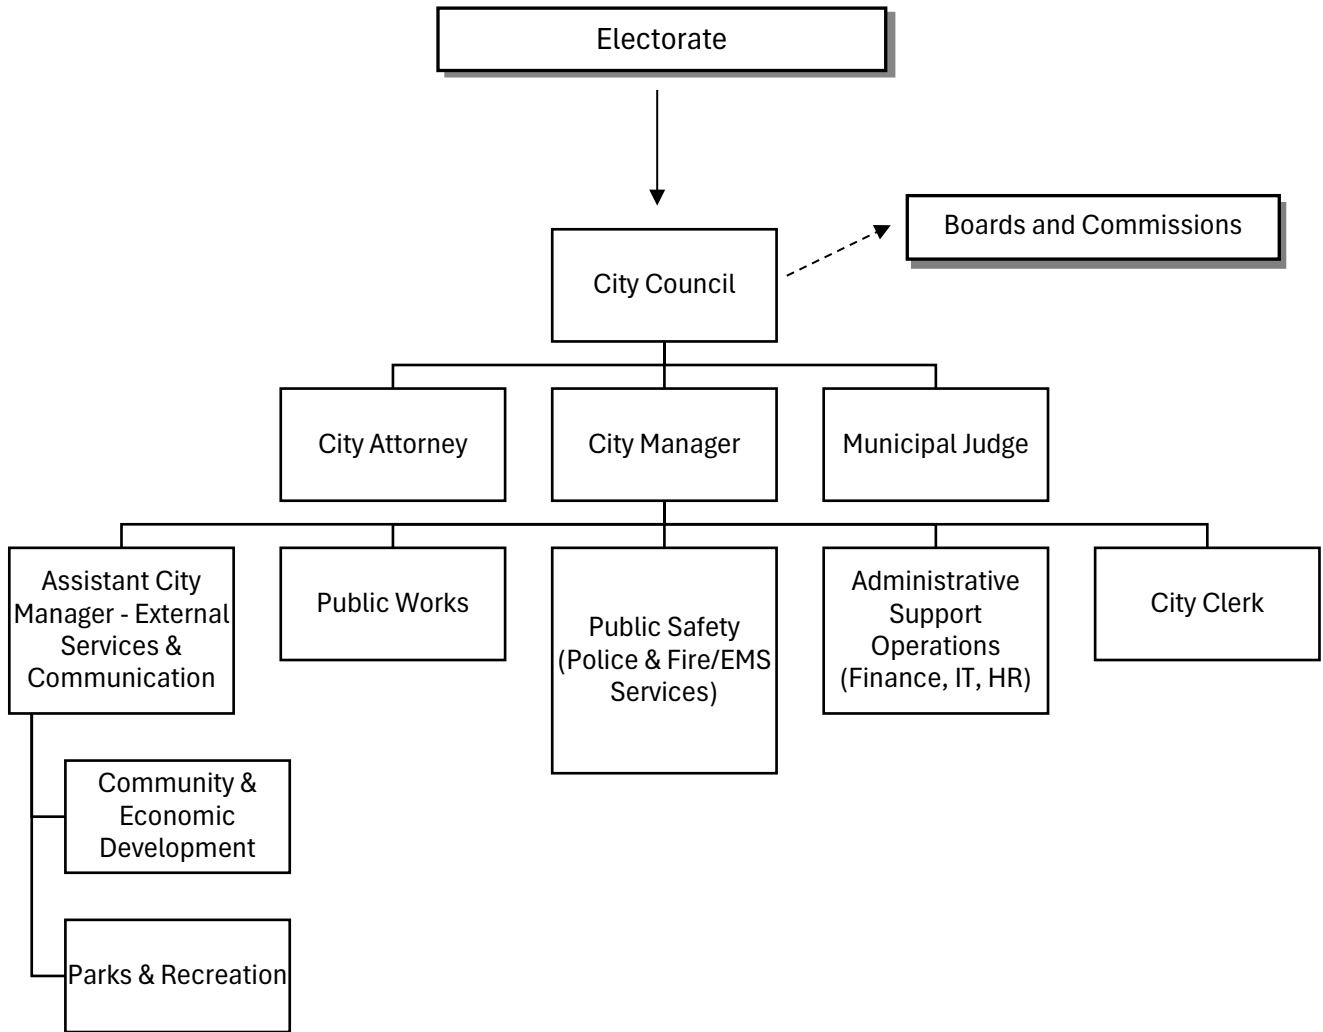 Electorate
Boards and Commissions
City Council
City Attorney
City Manager
Municipal Judge
Assistant City
Manager - External
Services &
Communication
Public Works
Public Safety
(Police & Fire/EMS
Services)
Administrative
Support
Operations
(Finance, IT, HR)
City Clerk
Community &
Economic
Development
Parks & Recreation